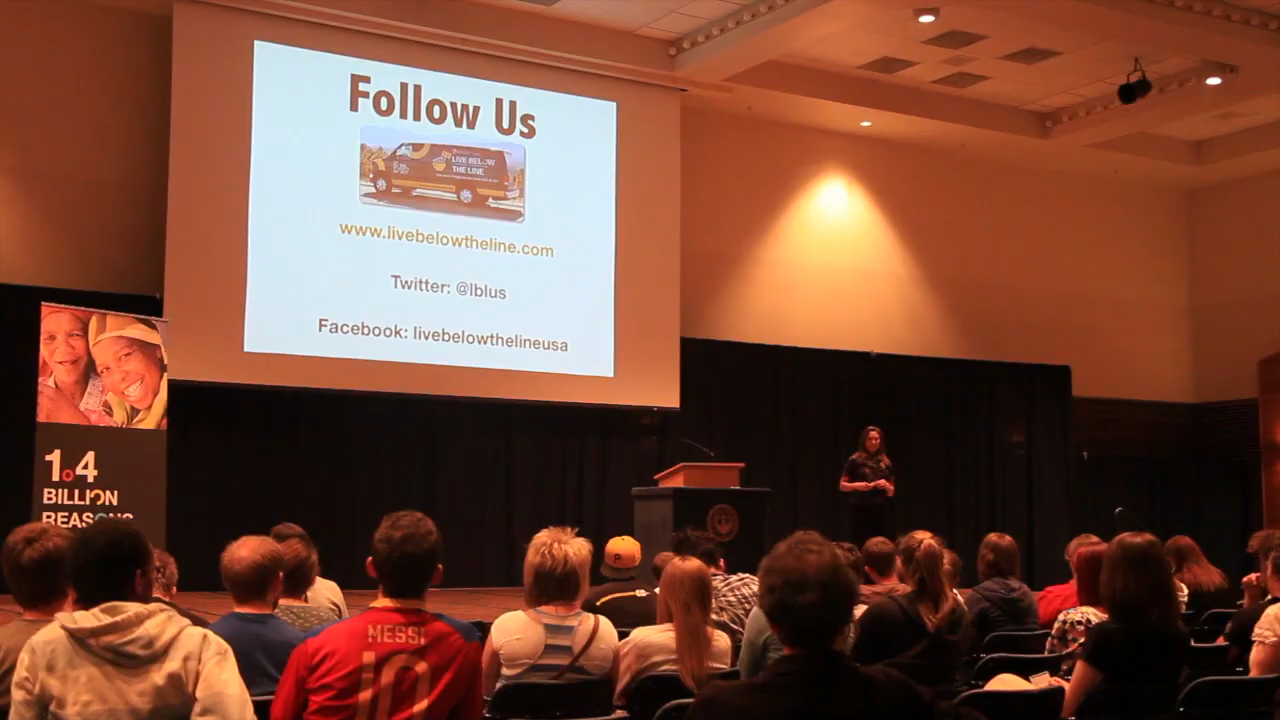 Follow Us
LIVE BELOW
THE LINE
www.livebelowtheline.com
Twitter: @lblus
Facebook: livebelowthelineusa
1.4
BILLION
REASONS
MESSI
10
P